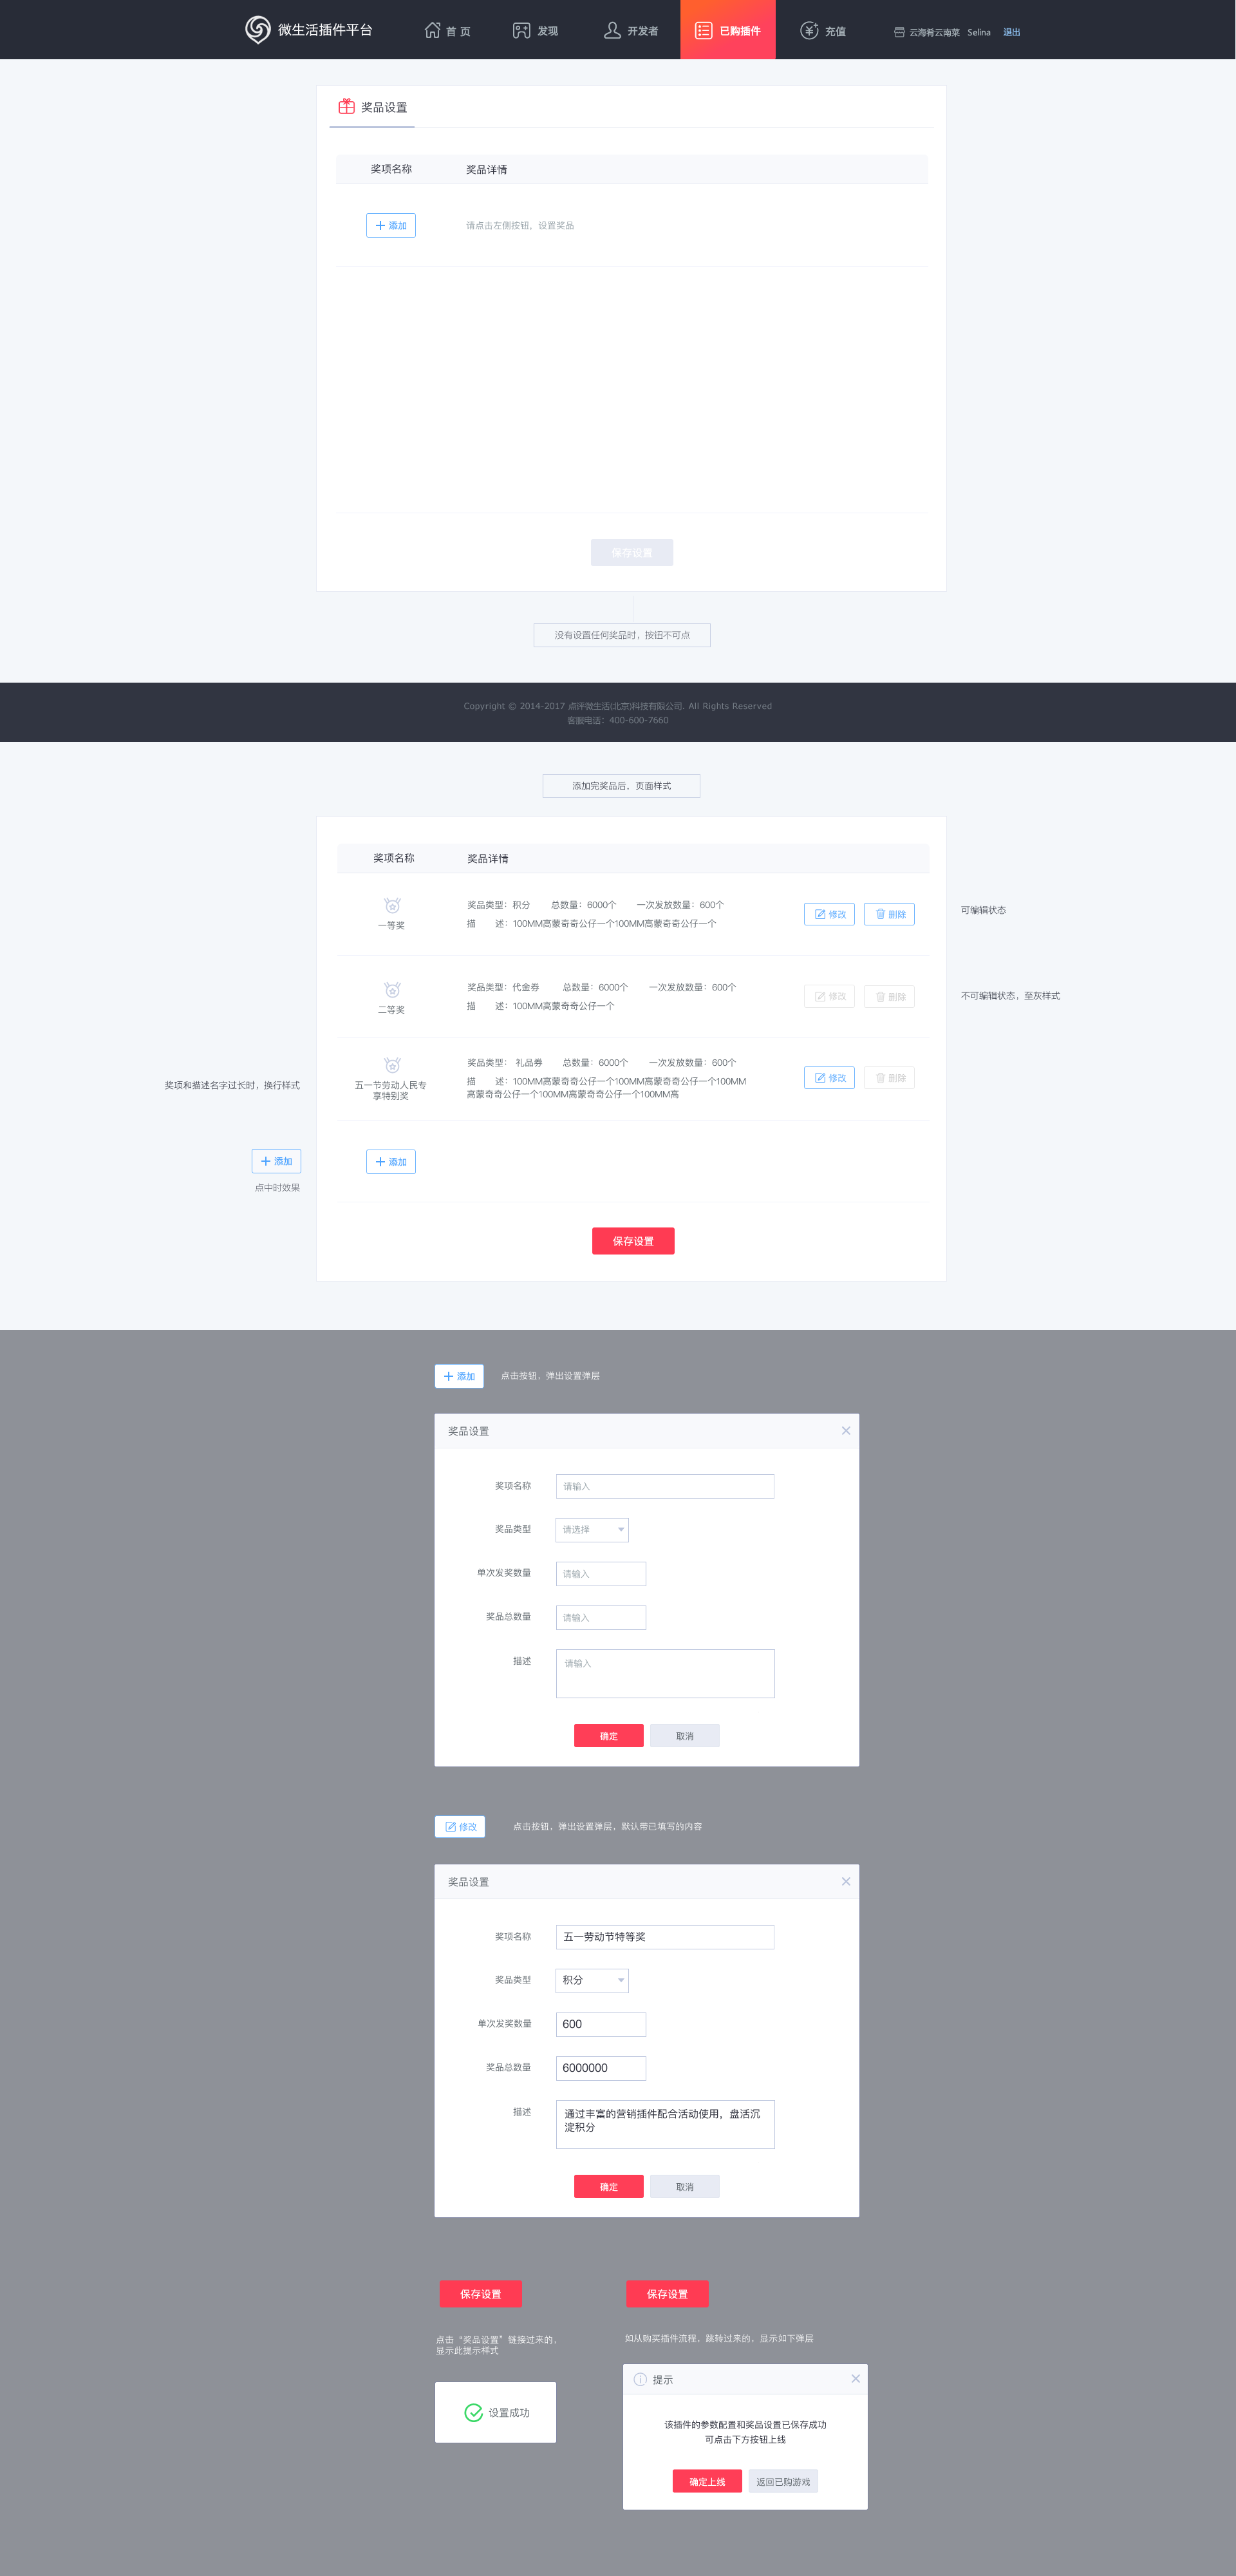 微生活插件平台
首 页
发现
开发者
已购插件
充值
云海肴云南菜 Selina 退出
奖品设置
奖项名称 奖品详情
添加 请点击左侧按钮，设置奖品
保存设置
没有设置任何奖品时，按钮不可点
Copyright © 2014-2017 点评微生活(北京)科技有限公司. All Rights Reserved
客服电话：400-600-7660
添加完奖品后，页面样式
奖项名称 奖品详情
一等奖
奖品类型：积分 总数量：6000个 一次发放数量：600个
描 述：100MM高蒙奇奇公仔一个100MM高蒙奇奇公仔一个
修改 删除
可编辑状态
二等奖
奖品类型：代金券 总数量：6000个 一次发放数量：600个
描 述：100MM高蒙奇奇公仔一个
修改 删除
不可编辑状态，至灰样式
奖项和描述名字过长时，换行样式
五一节劳动人民专
享特别奖
奖品类型： 礼品券 总数量：6000个 一次发放数量：600个
描 述：100MM高蒙奇奇公仔一个100MM高蒙奇奇公仔一个100MM
高蒙奇奇公仔一个100MM高蒙奇奇公仔一个100MM高
修改 删除
添加
点中时效果
添加
保存设置
添加 点击按钮，弹出设置弹层
奖品设置
奖项名称 请输入
奖品类型 请选择
单次发奖数量 请输入
奖品总数量 请输入
描述 请输入
确定 取消
修改 点击按钮，弹出设置弹层，默认带已填写的内容
奖品设置
奖项名称 五一劳动节特等奖
奖品类型 积分
单次发奖数量 600
奖品总数量 6000000
描述 通过丰富的营销插件配合活动使用，盘活沉
淀积分
确定 取消
保存设置
点击“奖品设置”链接过来的，
显示此提示样式
设置成功
保存设置
如从购买插件流程，跳转过来的，显示如下弹层
提示
该插件的参数配置和奖品设置已保存成功
可点击下方按钮上线
确定上线 返回已购游戏